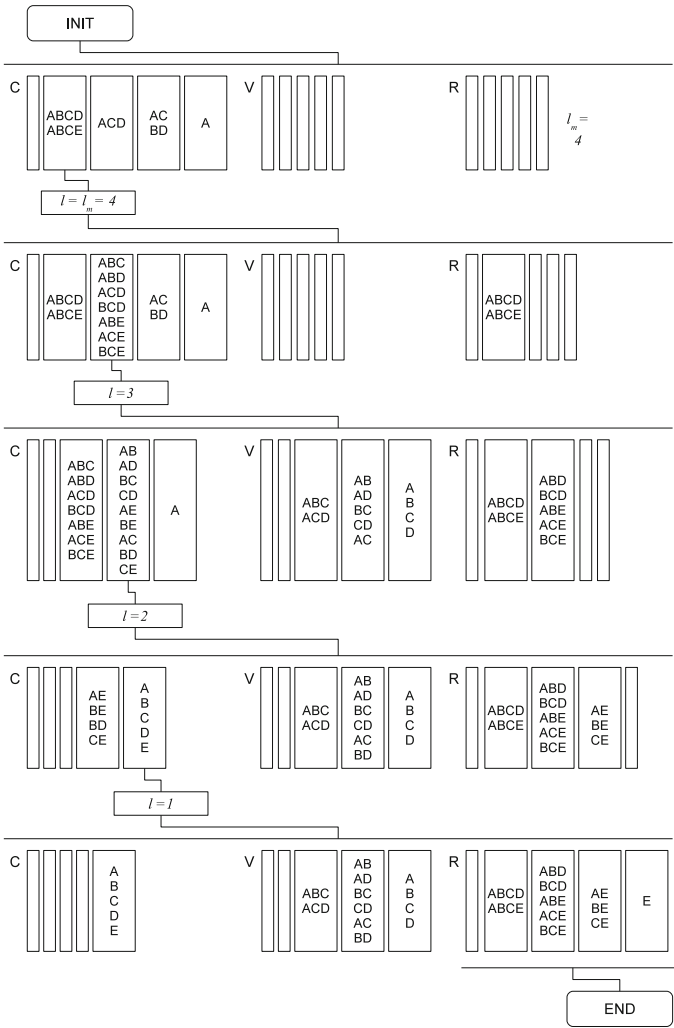 INIT
C
ABCD
ABCE
ACD
AC
BD
A
V
R
l_m =
4
l = l_m = 4
C
ABCD
ABCE
ABC
ABD
ACD
BCD
ABE
ACE
BCE
AC
BD
A
V
R
ABCD
ABCE
l = 3
C
ABC
ABD
ACD
BCD
ABE
ACE
BCE
AB
AD
BC
CD
AE
BE
AC
BD
CE
A
V
ABC
ACD
AB
AD
BC
CD
AC
A
B
C
D
R
ABCD
ABCE
ABD
BCD
ABE
ACE
BCE
l = 2
C
AE
BE
BD
CE
A
B
C
D
E
V
ABC
ACD
AB
AD
BC
CD
AC
BD
A
B
C
D
R
ABCD
ABCE
ABD
BCD
ABE
ACE
BCE
AE
BE
CE
l = 1
C
A
B
C
D
E
V
ABC
ACD
AB
AD
BC
CD
AC
BD
A
B
C
D
R
ABCD
ABCE
ABD
BCD
ABE
ACE
BCE
AE
BE
CE
E
END